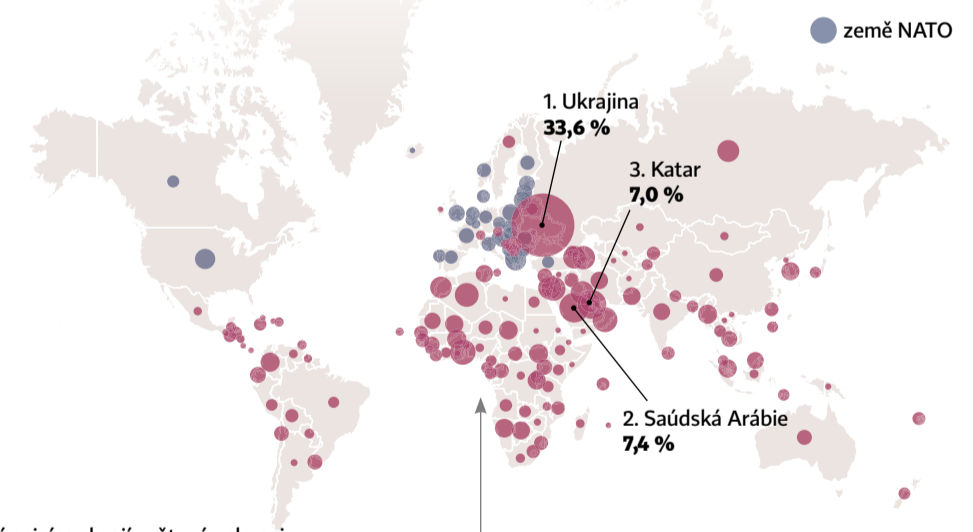 země NATO
1. Ukrajina
33,6 %
3. Katar
7,0 %
2. Saúdská Arábie
7,4 %